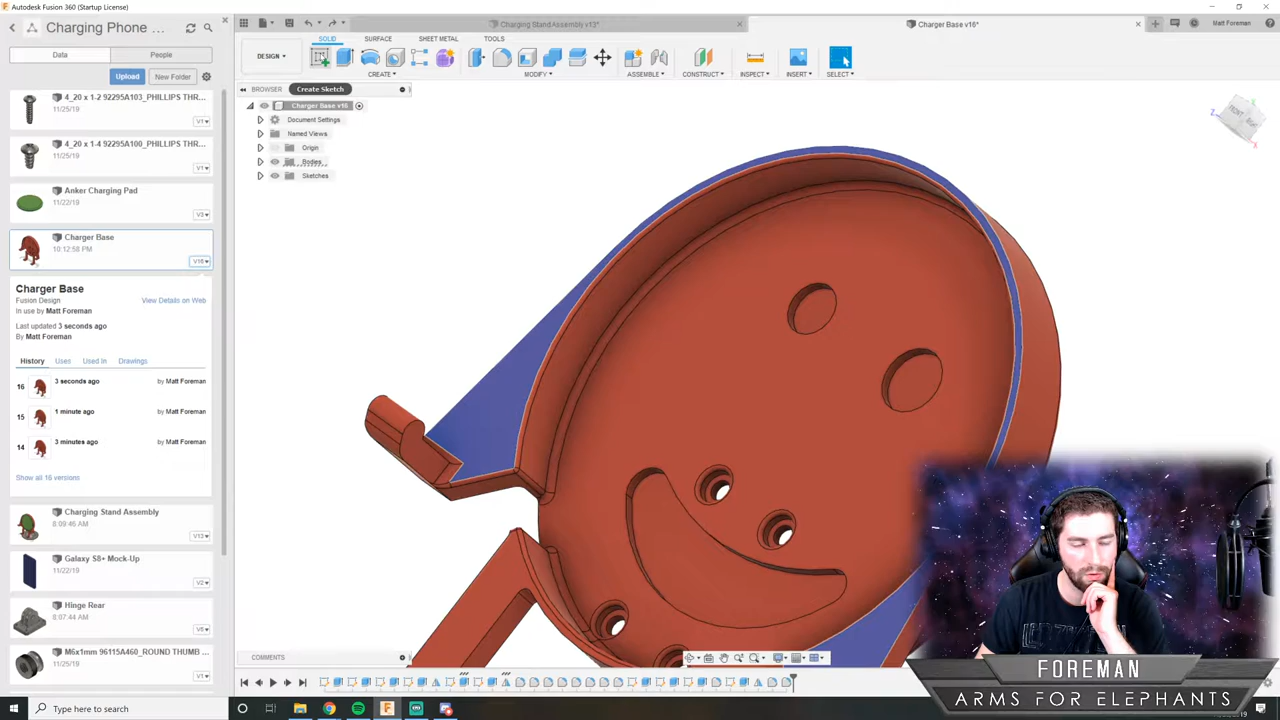 Autodesk Fusion 360 (Startup License)
Charging Phone ...
Data
People
Upload
New Folder
4_20 x 1-2 92295A103_PHILLIPS THR...
11/25/19
V1
4_20 x 1-4 92295A100_PHILLIPS THR...
11/25/19
V1
Anker Charging Pad
11/22/19
V3
Charger Base
10:12:58 PM
V16
Charger Base
Fusion Design
View Details on Web
In use by Matt Foreman
Last updated 3 seconds ago
By Matt Foreman
History
Uses
Used In
Drawings
16
3 seconds ago
by Matt Foreman
15
1 minute ago
by Matt Foreman
14
3 minutes ago
by Matt Foreman
Show all 16 versions
Charging Stand Assembly
8:09:46 AM
V13
Galaxy S8+ Mock-Up
11/22/19
V2
Hinge Rear
8:07:44 AM
V5
M6x1mm 96115A460_ROUND THUMB ...
11/25/19
V1
Charging Stand Assembly v13*
Charger Base v16*
Matt Foreman
DESIGN
SOLID
SURFACE
SHEET METAL
TOOLS
CREATE
MODIFY
ASSEMBLE
CONSTRUCT
INSPECT
INSERT
SELECT
BROWSER
Create Sketch
Charger Base v16
Document Settings
Named Views
Origin
Bodies
Sketches
FRONT
COMMENTS
FOREMAN
ARMS FOR ELEPHANTS
Type here to search